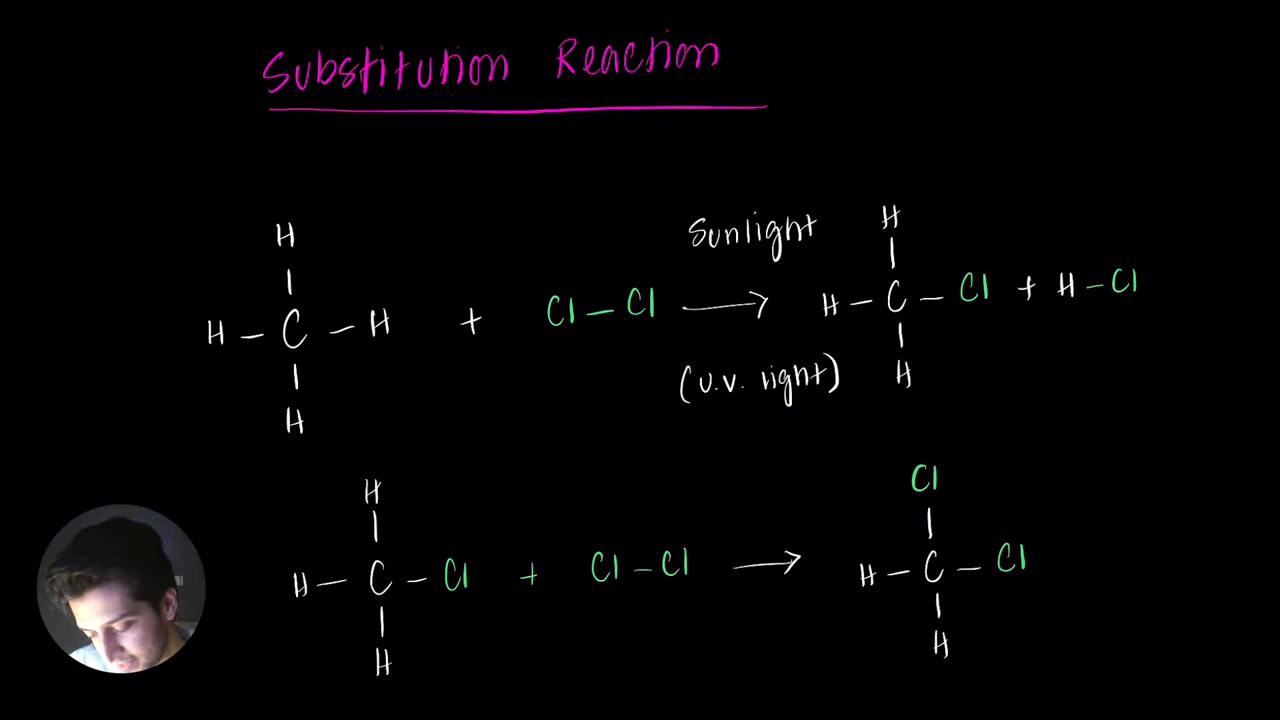 Substitution Reaction
H
Sunlight
H
H – C – H + Cl – Cl → H – C – Cl + H – Cl
(U.V. light)
H
H
H
Cl
H – C – Cl + Cl – Cl → H – C – Cl
H
H